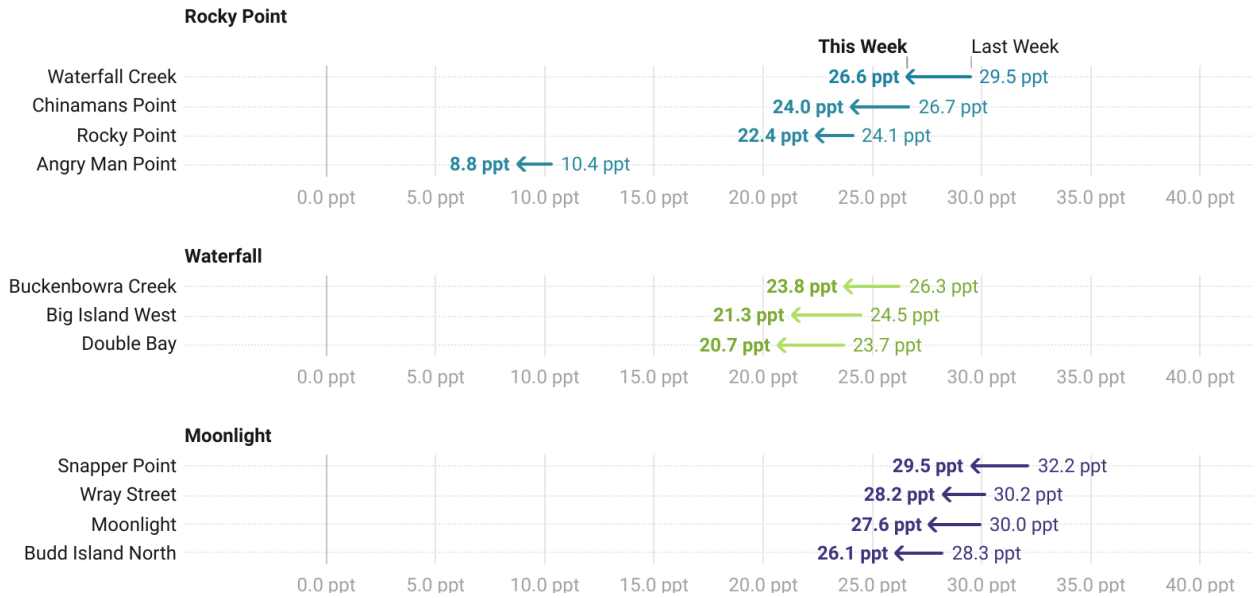 Rocky Point
This Week Last Week
Waterfall Creek 26.6 ppt 29.5 ppt
Chinamans Point 24.0 ppt 26.7 ppt
Rocky Point 22.4 ppt 24.1 ppt
Angry Man Point 8.8 ppt 10.4 ppt
0.0 ppt 5.0 ppt 10.0 ppt 15.0 ppt 20.0 ppt 25.0 ppt 30.0 ppt 35.0 ppt 40.0 ppt
Waterfall
Buckenbowra Creek 23.8 ppt 26.3 ppt
Big Island West 21.3 ppt 24.5 ppt
Double Bay 20.7 ppt 23.7 ppt
0.0 ppt 5.0 ppt 10.0 ppt 15.0 ppt 20.0 ppt 25.0 ppt 30.0 ppt 35.0 ppt 40.0 ppt
Moonlight
Snapper Point 29.5 ppt 32.2 ppt
Wray Street 28.2 ppt 30.2 ppt
Moonlight 27.6 ppt 30.0 ppt
Budd Island North 26.1 ppt 28.3 ppt
0.0 ppt 5.0 ppt 10.0 ppt 15.0 ppt 20.0 ppt 25.0 ppt 30.0 ppt 35.0 ppt 40.0 ppt